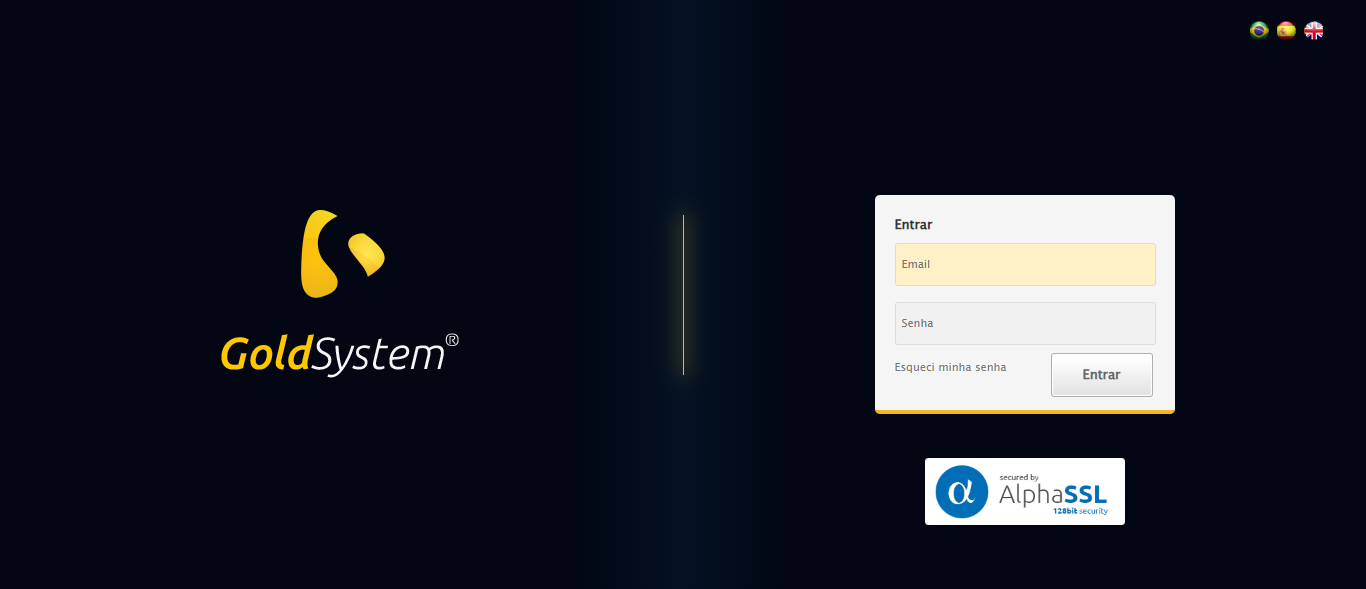 GoldSystem®
Entrar
Email
Senha
Esqueci minha senha
Entrar
α
secured by
AlphaSSL
128bit security